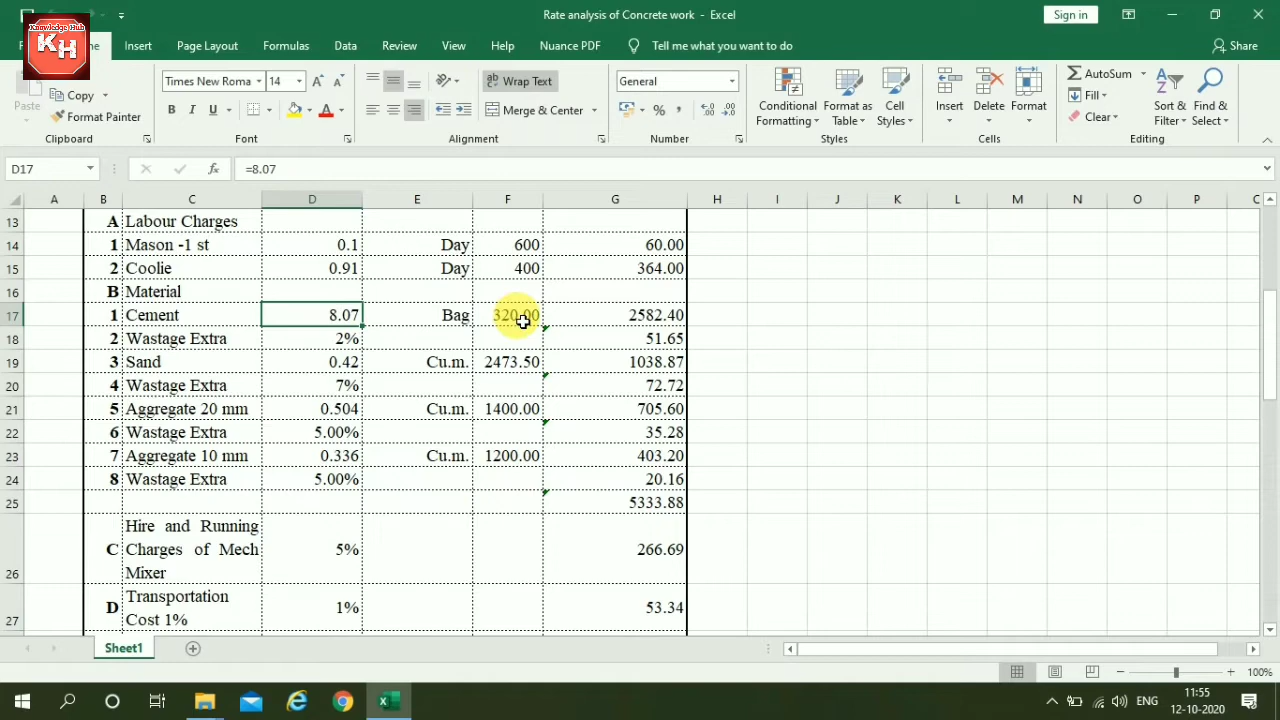 Knowledge Hub
KH
Rate analysis of Concrete work - Excel
Sign in
Insert
Page Layout
Formulas
Data
Review
View
Help
Nuance PDF
Tell me what you want to do
Share
Paste
Copy
Format Painter
Clipboard
Times New Roma
14
B I U
Font
Wrap Text
Merge & Center
Alignment
General
Number
Conditional Formatting
Format as Table
Cell Styles
Styles
Insert
Delete
Format
Cells
AutoSum
Fill
Clear
Sort & Filter
Find & Select
Editing
D17
fx
=8.07
A B C D E F G H I J K L M N O P
13 A Labour Charges
14 1 Mason -1 st 0.1 Day 600 60.00
15 2 Coolie 0.91 Day 400 364.00
16 B Material
17 1 Cement 8.07 Bag 320.00 2582.40
18 2 Wastage Extra 2% 51.65
19 3 Sand 0.42 Cu.m. 2473.50 1038.87
20 4 Wastage Extra 7% 72.72
21 5 Aggregate 20 mm 0.504 Cu.m. 1400.00 705.60
22 6 Wastage Extra 5.00% 35.28
23 7 Aggregate 10 mm 0.336 Cu.m. 1200.00 403.20
24 8 Wastage Extra 5.00% 20.16
25 5333.88
Hire and Running
C Charges of Mech 5% 266.69
26 Mixer
Transportation
D 1% 53.34
27 Cost 1%
Sheet1
100%
ENG
11:55
12-10-2020